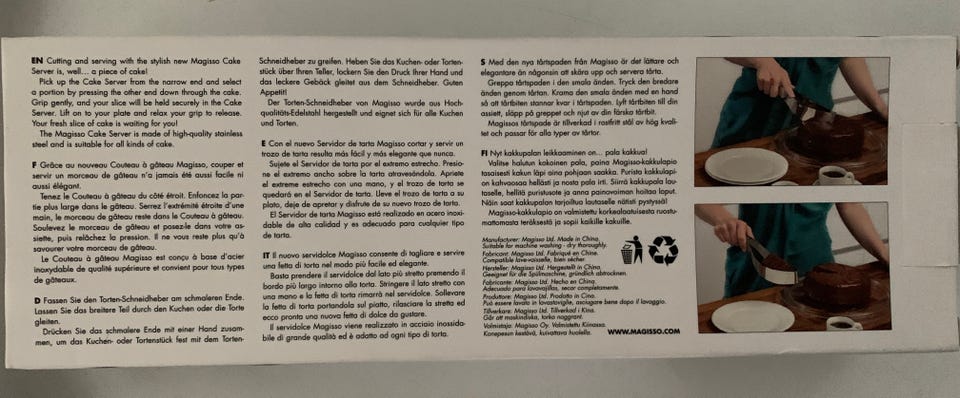 EN Cutting and serving with the stylish new Magisso Cake
Server is, well... a piece of cake!
Pick up the Cake Server from the narrow end and select
a portion by pressing the other end down through the cake.
Grip gently, and your slice will be held securely in the Cake
Server. Lift on to your plate and relax your grip to release.
Your fresh slice of cake is waiting for you!
The Magisso Cake Server is made of high-quality stainless
steel and is suitable for all kinds of cake.
F Grâce au nouveau Couteau à gâteau Magisso, couper et
servir un morceau de gâteau n'a jamais été aussi facile ni
aussi élégant.
Tenez le Couteau à gâteau du côté étroit. Enfoncez la par-
tie plus large dans le gâteau. Serrez l'extrémité étroite d'une
main, le morceau de gâteau reste dans le Couteau à gâteau.
Soulevez le morceau de gâteau et posez-le dans votre as-
siette, puis relâchez la pression. Il ne vous reste plus qu'à
savourer votre morceau de gâteau.
Le Couteau à gâteau Magisso est conçu à base d'acier
inoxydable de qualité supérieure et convient pour tous types
de gâteaux.
D Fassen Sie den Torten-Schneidheber am schmaleren Ende.
Lassen Sie das breitere Teil durch den Kuchen oder die Torte
gleiten.
Drücken Sie das schmalere Ende mit einer Hand zusam-
men, um das Kuchen- oder Tortenstück fest mit dem Torten-
Schneidheber zu greifen. Heben Sie das Kuchen- oder Torten-
stück über Ihren Teller, lockern Sie den Druck Ihrer Hand und
das leckere Gebäck gleitet aus dem Schneidheber. Guten
Appetit!
Der Torten-Schneidheber von Magisso wurde aus Hoch-
qualitäts-Edelstahl hergestellt und eignet sich für alle Kuchen
und Torten.
E Con el nuevo Servidor de tarta Magisso cortar y servir un
trozo de tarta resulta más fácil y más elegante que nunca.
Sujete el Servidor de tarta por el extremo estrecho. Presio-
ne el extremo ancho sobre la tarta atravesándola. Apriete
el extreme estrecho con una mano, y el trozo de tarta se
quedará en el Servidor de tarta. Lleve el trozo de tarta a su
plato, deje de apretar y disfrute de su nuevo trozo de tarta.
El Servidor de tarta Magisso está realizado en acero inoxi-
dable de alta calidad y es adecuado para cualquier tipo
de tarta.
IT Il nuovo servidolce Magisso consente di tagliare e servire
una fetta di torta nel modo più facile ed elegante.
Basta prendere il servidolce dal lato più stretto premendo il
bordo più largo intorno alla torta. Stringere il lato stretto con
una mano e la fetta di torta rimarrà nel servidolce. Sollevare
la fetta di torta portandola sul piatto, rilasciare la stretta ed
ecco pronta una nuova fetta di dolce da gustare.
Il servidolce Magisso viene realizzato in acciaio inossida-
bile di grande qualità ed è adatto ad ogni tipo di torta.
S Med den nya tårtspaden från Magisso är det lättare och
elegantare än någonsin att skära upp och servera tårta.
Greppa tårtspaden i den smala änden. Tryck den bredare
änden genom tårtan. Krama den smala änden med en hand
så att tårtbiten stannar kvar i tårtspaden. Lyft tårtbiten till din
assiett, släpp på greppet och njut av din färska tårtbit.
Magissos tårtspade är tillverkad i rostfritt stål av hög kvali-
tet och passar för alla typer av tårtor.
FI Nyt kakkupalan leikkaaminen on... pala kakkua!
Valitse halutun kokoinen pala, paina Magisso-kakkulapio
tasaisesti kakun läpi aina pohjaan saakka. Purista kakkulapi-
on kahvaosaa hellästi ja nosta pala irti. Siirrä kakkupala lau-
taselle, hellitä puristusote ja anna painovoiman hoitaa loput.
Näin saat kakkupalan tarjoiltua lautaselle nätisti pystyssä!
Magisso-kakkulapio on valmistettu korkealaatuisesta ruostu-
mattomasta teräksestä ja sopii kaikille kakuille.
Manufacturer: Magisso Ltd. Made in China.
Suitable for machine washing - dry thoroughly.
Fabricant: Magisso Ltd. Fabriqué en Chine.
Compatible lave-vaisselle, bien sécher.
Hersteller: Magisso Ltd. Hergestellt in China.
Geeignet für die Spülmaschine, gründlich abtrocknen.
Fabricante: Magisso Ltd. Hecho en China.
Adecuado para lavavajillas, secar completamente.
Produttore: Magisso Ltd. Prodotto in Cina.
Può essere lavato in lavastoviglie, asciugare bene dopo il lavaggio.
Tillverkare: Magisso Ltd. Tillverkad i Kina.
Går att maskindiska, torka noggrant.
Valmistaja: Magisso Oy. Valmistettu Kiinassa.
Konepesun kestävä, kuivattava huolella.
WWW.MAGISSO.COM